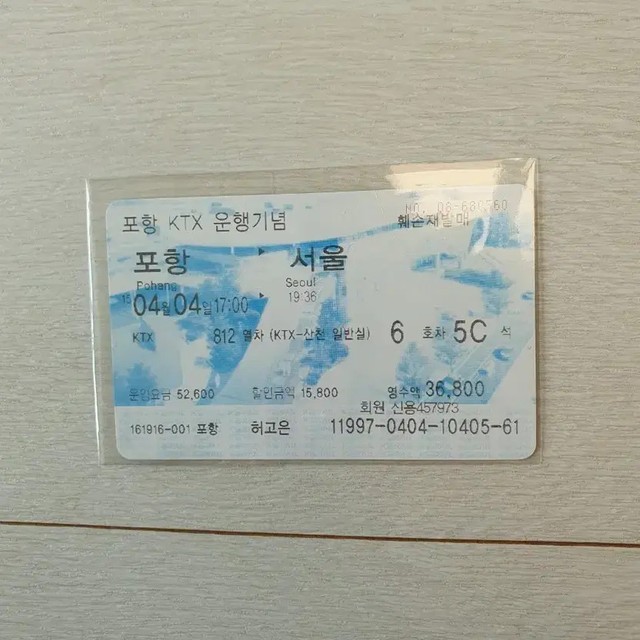 NO. 06-680560
포항 KTX 운행기념 훼손재발매
포항 ▶ 서울
Pohang Seoul
15 04월 04일 17:00 ▶ 19:36
KTX 812 열차 (KTX-산천 일반실) 6 호차 5C 석
운임요금 52,600 할인금액 15,800 영수액 36,800
회원 신용457973
161916-001 포항 허고은 11997-0404-10405-61